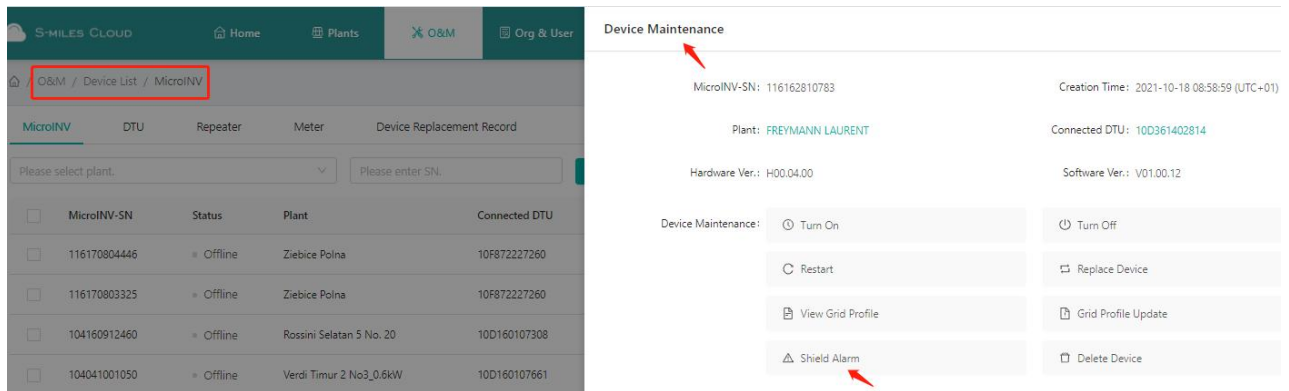 S-MILES CLOUD
Home
Plants
O&M
Org & User
/ O&M / Device List / MicroINV
MicroINV
DTU
Repeater
Meter
Device Replacement Record
Please select plant.
Please enter SN.
MicroINV-SN
Status
Plant
Connected DTU
116170804446
Offline
Ziebice Polna
10F872227260
116170803325
Offline
Ziebice Polna
10F872227260
104160912460
Offline
Rossini Selatan 5 No. 20
10D160107308
104041001050
Offline
Verdi Timur 2 No3_0.6kW
10D160107661
Device Maintenance
MicroINV-SN: 116162810783
Creation Time: 2021-10-18 08:58:59 (UTC+01)
Plant: FREYMANN LAURENT
Connected DTU: 10D361402814
Hardware Ver.: H00.04.00
Software Ver.: V01.00.12
Device Maintenance:
Turn On
Turn Off
Restart
Replace Device
View Grid Profile
Grid Profile Update
Shield Alarm
Delete Device